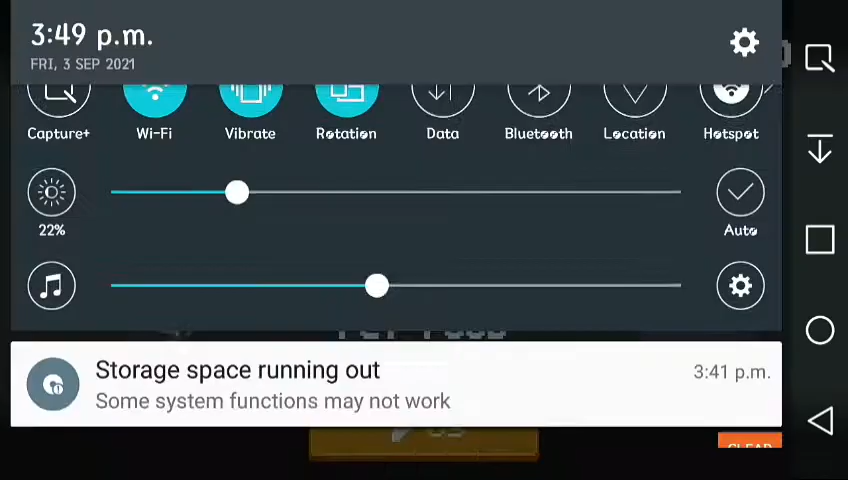 3:49 p.m.
FRI, 3 SEP 2021
Capture+ Wi-Fi Vibrate Rotation Data Bluetooth Location Hotspot
22% Auto
Storage space running out 3:41 p.m.
Some system functions may not work
CLEAR